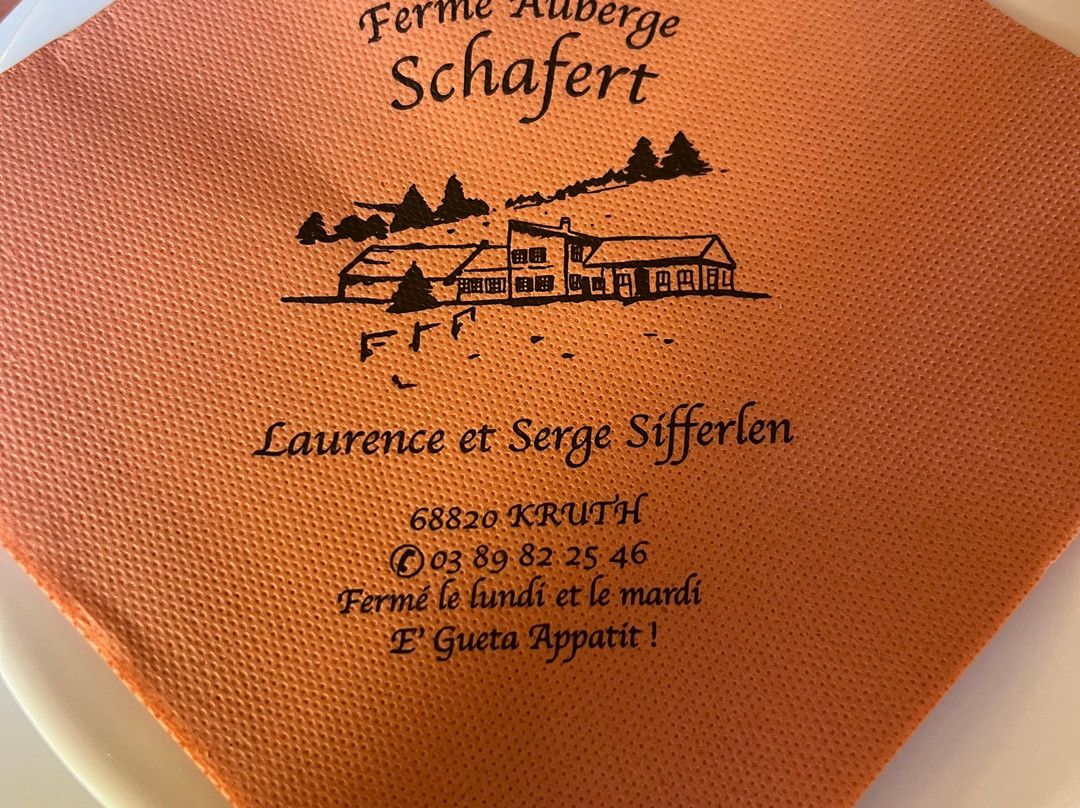 Ferme Auberge
Schafert
Laurence et Serge Sifferlen
68820 KRUTH
✆ 03 89 82 25 46
Fermé le lundi et le mardi
E' Gueta Appatit !